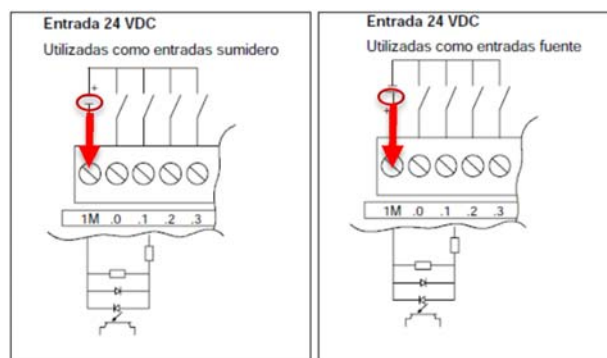 Entrada 24 VDC
Utilizadas como entradas sumidero
+
1M .0 .1 .2 .3
Entrada 24 VDC
Utilizadas como entradas fuente
+
1M .0 .1 .2 .3